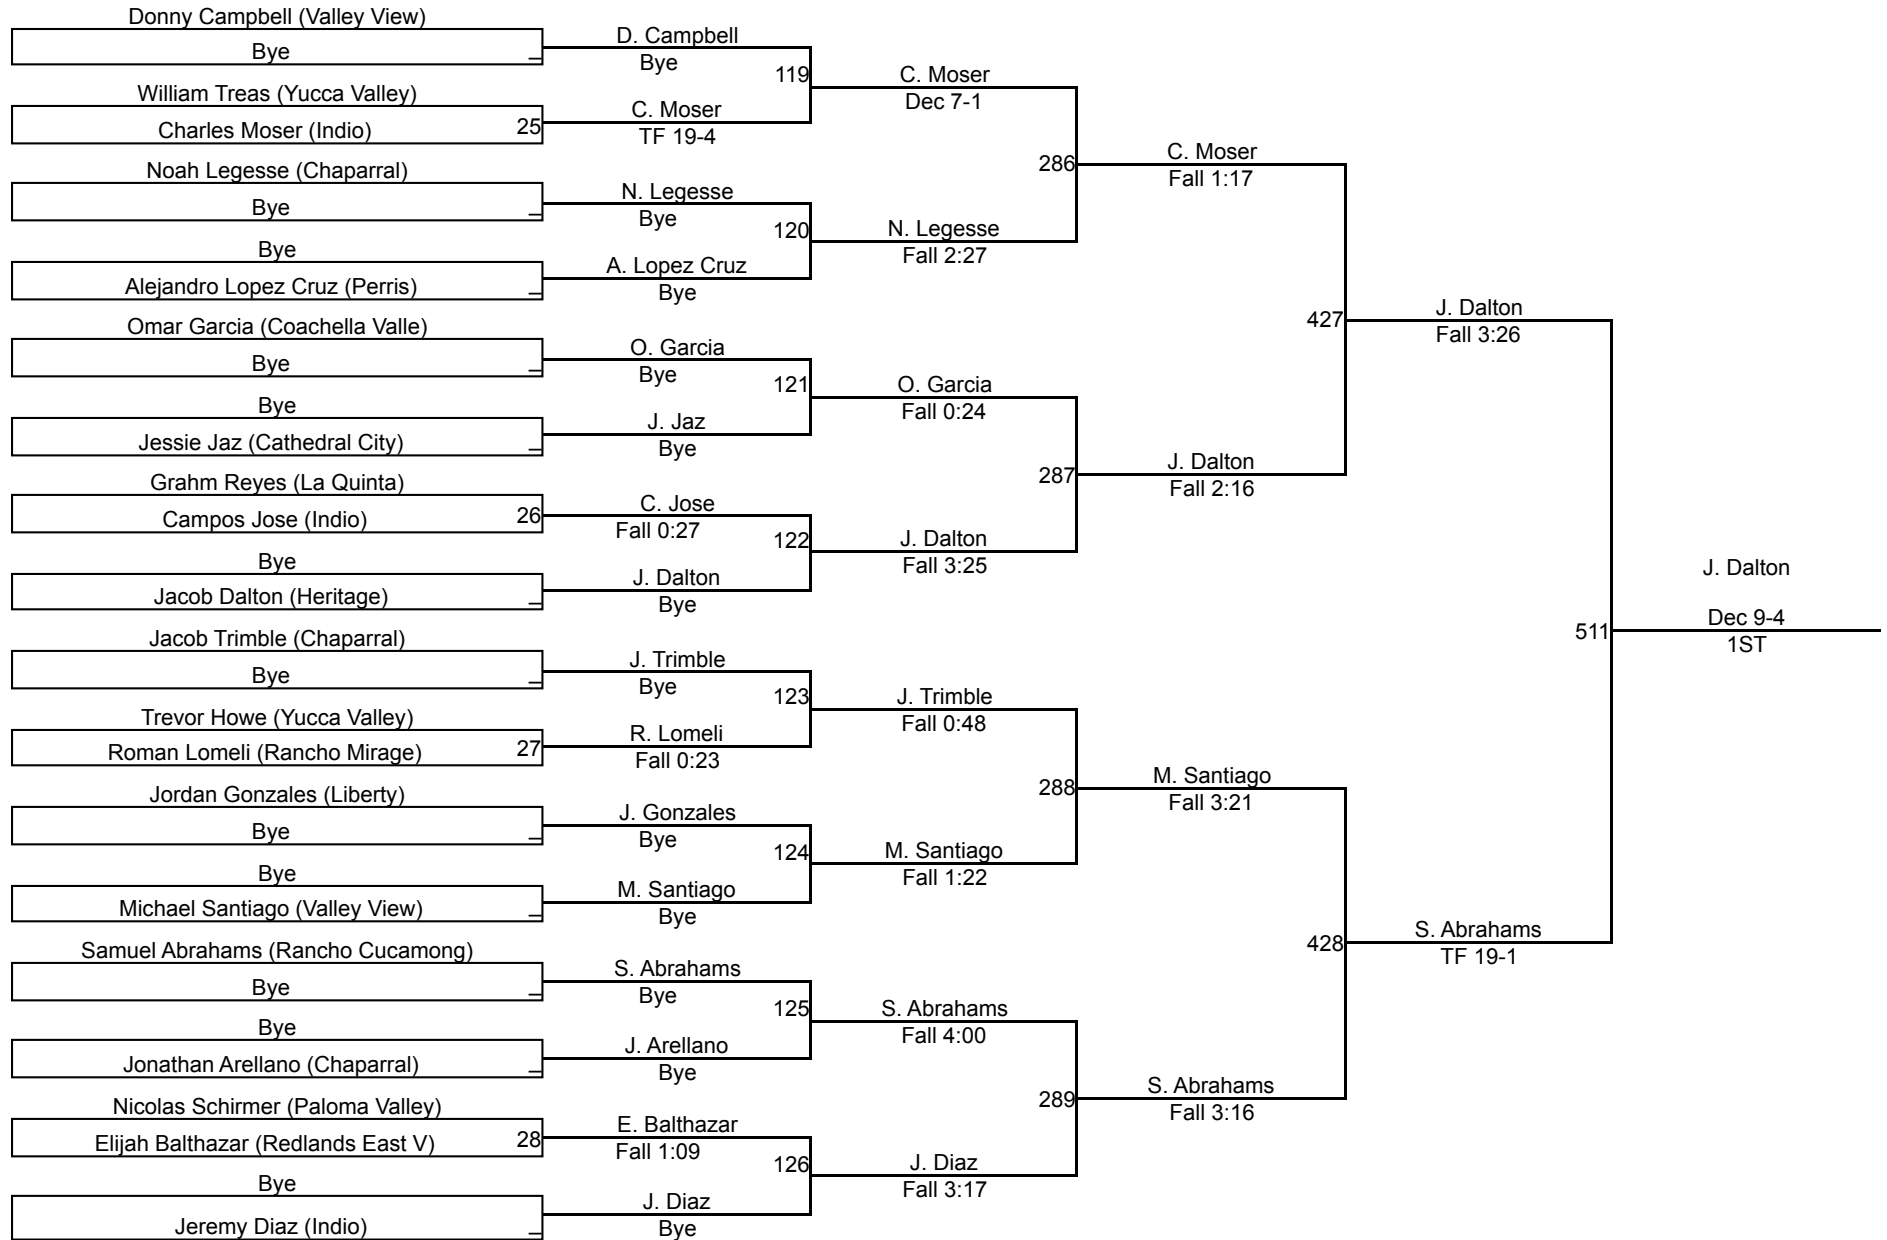 Donny Campbell (Valley View)
Bye
William Treas (Yucca Valley)
Charles Moser (Indio) 25
Noah Legesse (Chaparral)
Bye
Bye
Alejandro Lopez Cruz (Perris)
Omar Garcia (Coachella Valle)
Bye
Bye
Jessie Jaz (Cathedral City)
Grahm Reyes (La Quinta)
Campos Jose (Indio) 26
Bye
Jacob Dalton (Heritage)
Jacob Trimble (Chaparral)
Bye
Trevor Howe (Yucca Valley)
Roman Lomeli (Rancho Mirage) 27
Jordan Gonzales (Liberty)
Bye
Bye
Michael Santiago (Valley View)
Samuel Abrahams (Rancho Cucamong)
Bye
Bye
Jonathan Arellano (Chaparral)
Nicolas Schirmer (Paloma Valley)
Elijah Balthazar (Redlands East V) 28
Bye
Jeremy Diaz (Indio)
D. Campbell
Bye
119
C. Moser
TF 19-4
N. Legesse
Bye
120
A. Lopez Cruz
Bye
O. Garcia
Bye
121
J. Jaz
Bye
C. Jose
Fall 0:27
122
J. Dalton
Bye
J. Trimble
Bye
123
R. Lomeli
Fall 0:23
J. Gonzales
Bye
124
M. Santiago
Bye
S. Abrahams
Bye
125
J. Arellano
Bye
E. Balthazar
Fall 1:09
126
J. Diaz
Bye
C. Moser
Dec 7-1
286
N. Legesse
Fall 2:27
O. Garcia
Fall 0:24
287
J. Dalton
Fall 3:25
J. Trimble
Fall 0:48
288
M. Santiago
Fall 1:22
S. Abrahams
Fall 4:00
289
J. Diaz
Fall 3:17
C. Moser
Fall 1:17
427
J. Dalton
Fall 2:16
M. Santiago
Fall 3:21
428
S. Abrahams
Fall 3:16
J. Dalton
Fall 3:26
511
S. Abrahams
TF 19-1
J. Dalton
Dec 9-4
1ST